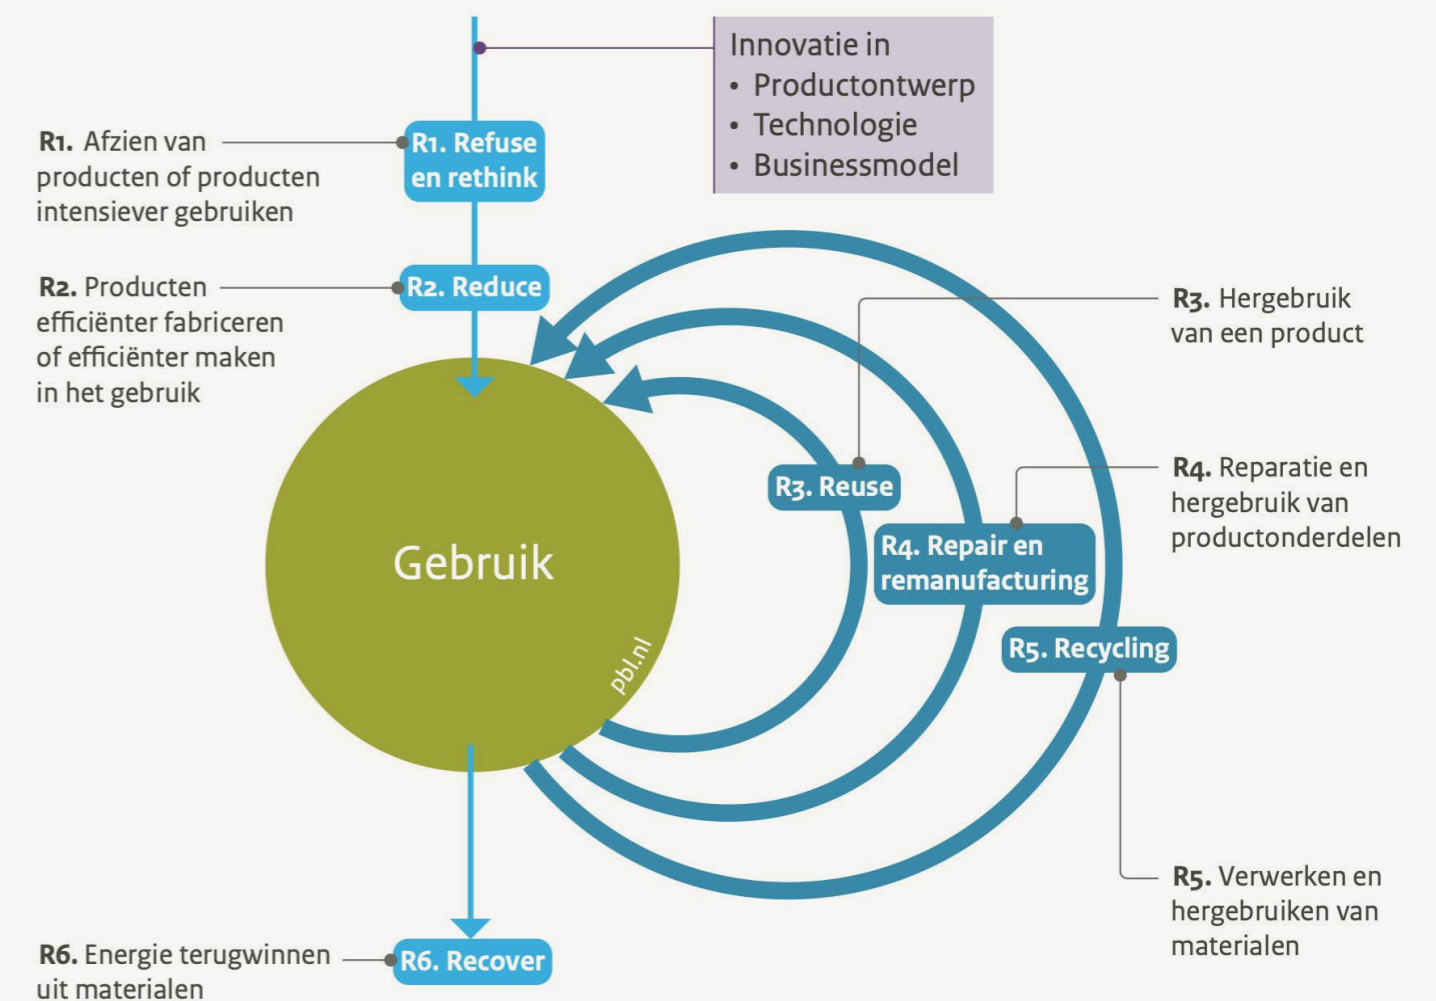 Innovatie in
• Productontwerp
• Technologie
• Businessmodel
R1. Afzien van
producten of producten
intensiever gebruiken
R1. Refuse
en rethink
R2. Producten
efficiënter fabriceren
of efficiënter maken
in het gebruik
R2. Reduce
R3. Hergebruik
van een product
R3. Reuse
R4. Reparatie en
hergebruik van
productonderdelen
R4. Repair en
remanufacturing
Gebruik
pbl.nl
R5. Recycling
R5. Verwerken en
hergebruiken van
materialen
R6. Energie terugwinnen
uit materialen
R6. Recover